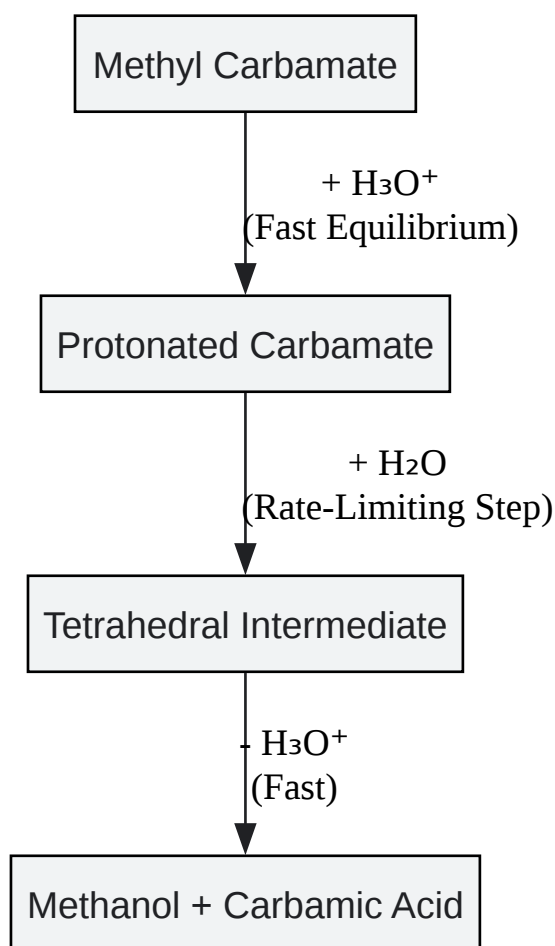 Methyl Carbamate
+ H₃O⁺
(Fast Equilibrium)
Protonated Carbamate
+ H₂O
(Rate-Limiting Step)
Tetrahedral Intermediate
- H₃O⁺
(Fast)
Methanol + Carbamic Acid